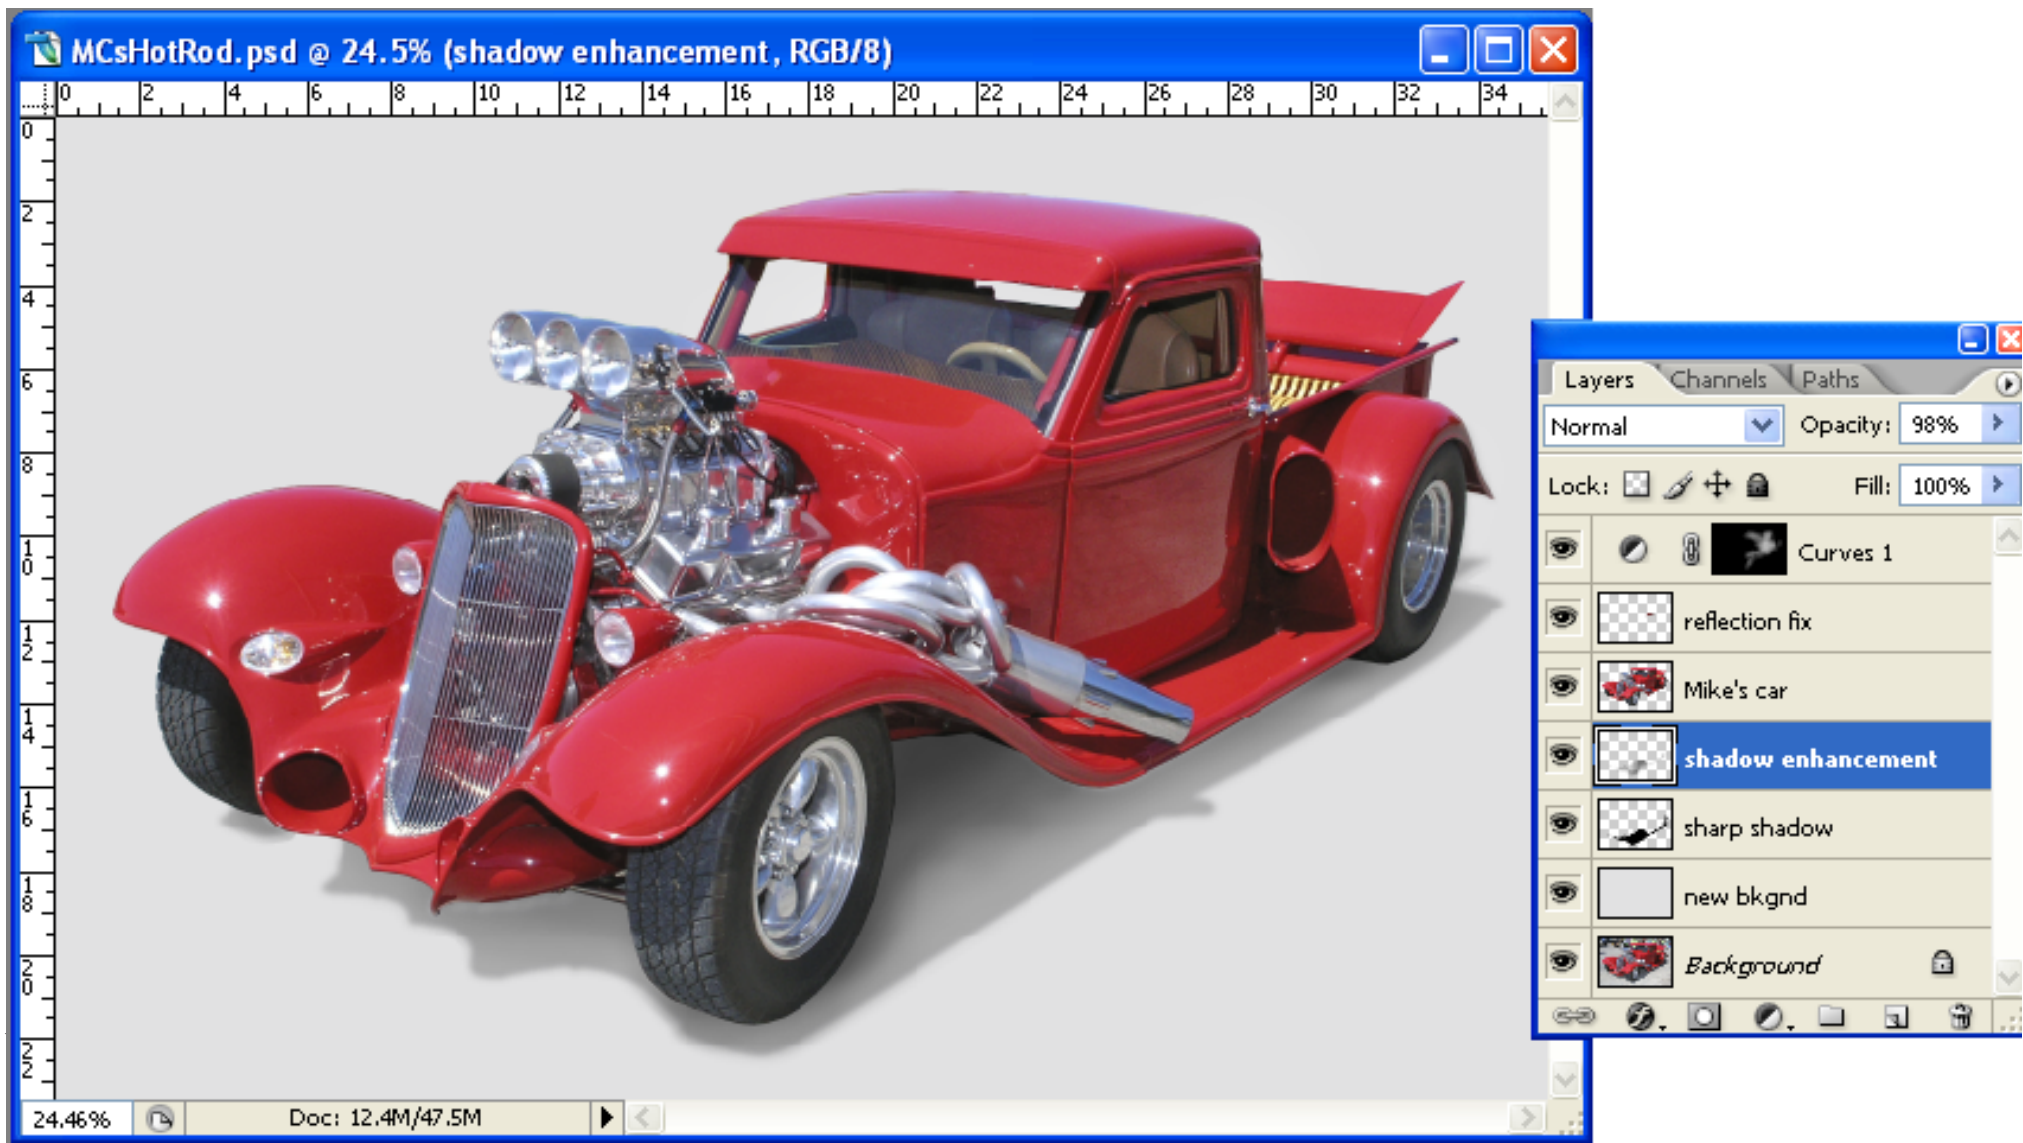 MCsHotRod.psd @ 24.5% (shadow enhancement, RGB/8)
0 2 4 6 8 10 12 14 16 18 20 22 24 26 28 30 32 34
0
2
4
6
8
10
12
14
16
18
20
22
24.46%
Doc: 12.4M/47.5M
Layers Channels Paths
Normal Opacity: 98%
Lock: Fill: 100%
Curves 1
reflection fix
Mike's car
shadow enhancement
sharp shadow
new bkgnd
Background